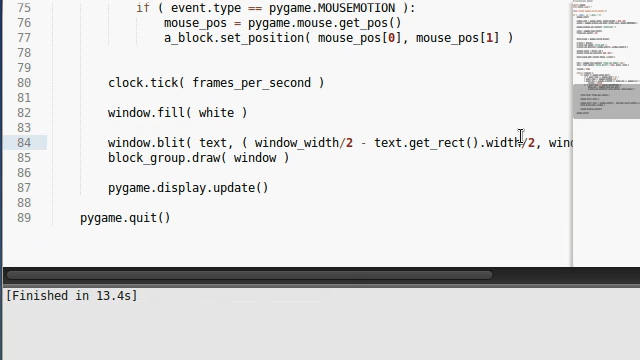 75 if ( event.type == pygame.MOUSEMOTION ):
76 mouse_pos = pygame.mouse.get_pos()
77 a_block.set_position( mouse_pos[0], mouse_pos[1] )
78
79
80 clock.tick( frames_per_second )
81
82 window.fill( white )
83
84 window.blit( text, ( window_width/2 - text.get_rect().width/2, wind
85 block_group.draw( window )
86
87 pygame.display.update()
88
89 pygame.quit()
[Finished in 13.4s]